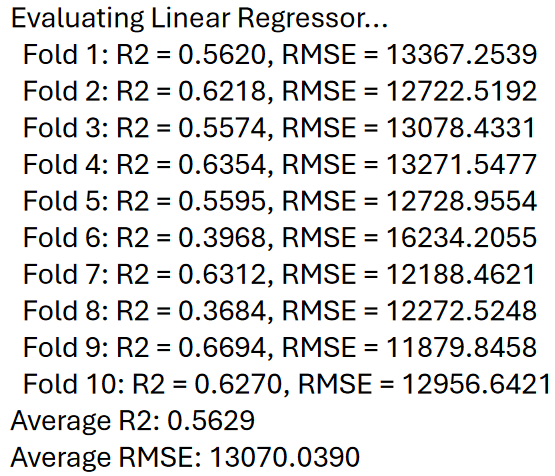 Evaluating Linear Regressor...
Fold 1: R2 = 0.5620, RMSE = 13367.2539
Fold 2: R2 = 0.6218, RMSE = 12722.5192
Fold 3: R2 = 0.5574, RMSE = 13078.4331
Fold 4: R2 = 0.6354, RMSE = 13271.5477
Fold 5: R2 = 0.5595, RMSE = 12728.9554
Fold 6: R2 = 0.3968, RMSE = 16234.2055
Fold 7: R2 = 0.6312, RMSE = 12188.4621
Fold 8: R2 = 0.3684, RMSE = 12272.5248
Fold 9: R2 = 0.6694, RMSE = 11879.8458
Fold 10: R2 = 0.6270, RMSE = 12956.6421
Average R2: 0.5629
Average RMSE: 13070.0390